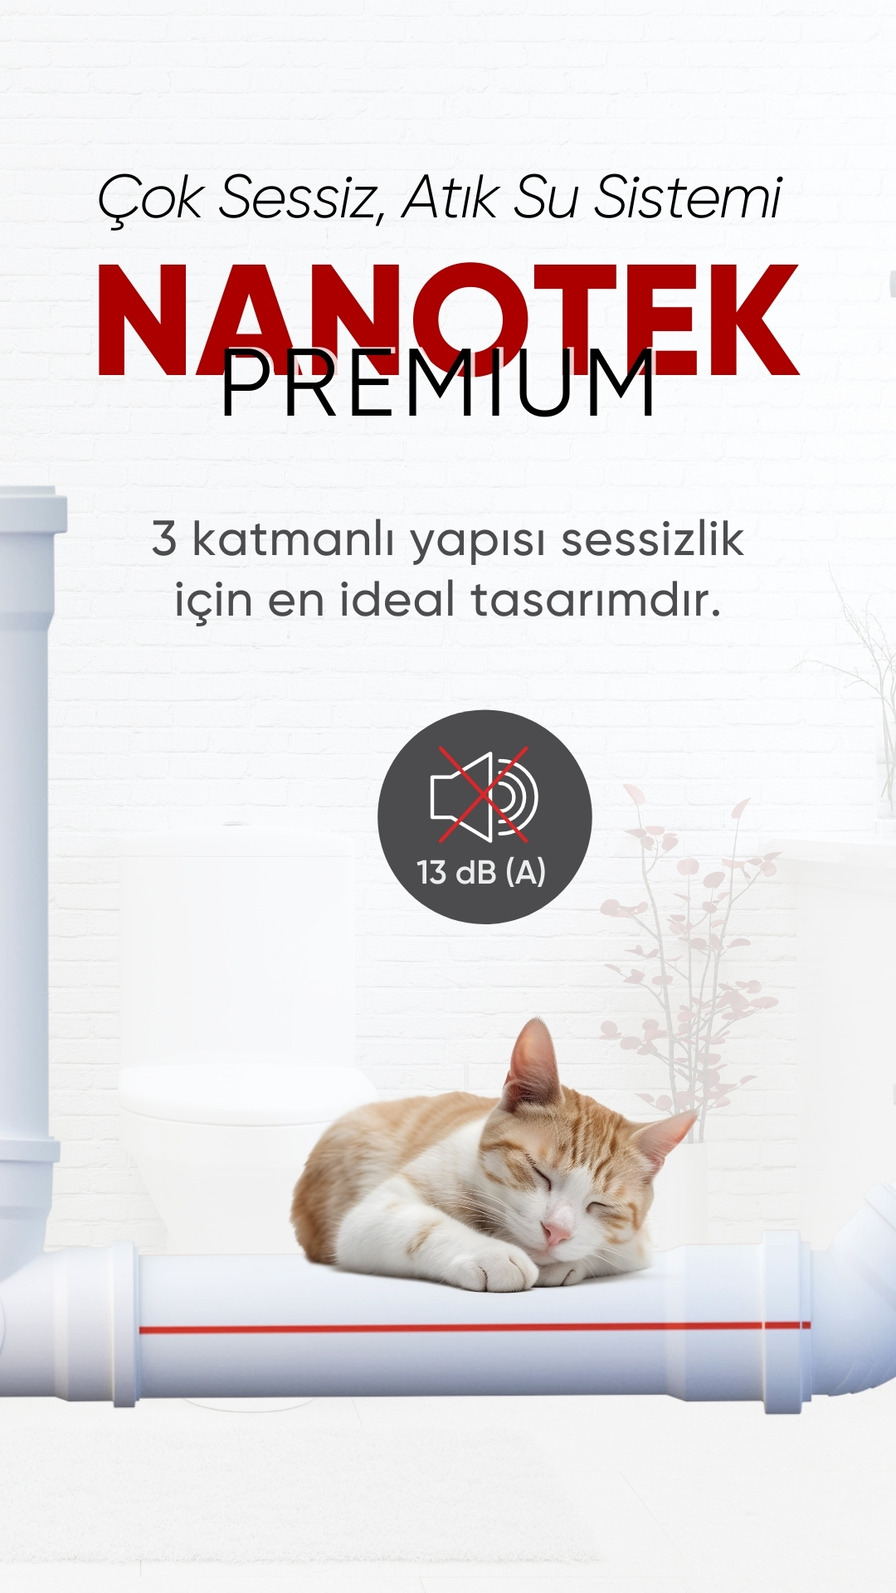 Çok Sessiz, Atık Su Sistemi
NANOTEK
PREMIUM
3 katmanlı yapısı sessizlik
için en ideal tasarımdır.
13 dB (A)